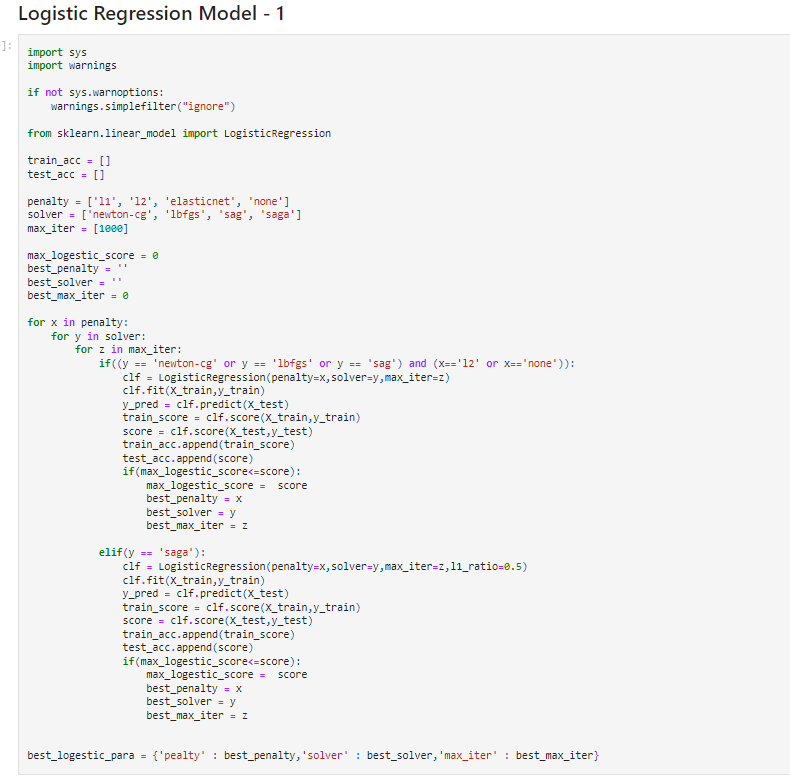 Logistic Regression Model - 1
]:
import sys
import warnings
if not sys.warnoptions:
    warnings.simplefilter("ignore")
from sklearn.linear_model import LogisticRegression
train_acc = []
test_acc = []
penalty = ['l1', 'l2', 'elasticnet', 'none']
solver = ['newton-cg', 'lbfgs', 'sag', 'saga']
max_iter = [1000]
max_logestic_score = 0
best_penalty = ''
best_solver = ''
best_max_iter = 0
for x in penalty:
    for y in solver:
        for z in max_iter:
            if((y == 'newton-cg' or y == 'lbfgs' or y == 'sag') and (x=='l2' or x=='none')):
                clf = LogisticRegression(penalty=x,solver=y,max_iter=z)
                clf.fit(X_train,y_train)
                y_pred = clf.predict(X_test)
                train_score = clf.score(X_train,y_train)
                score = clf.score(X_test,y_test)
                train_acc.append(train_score)
                test_acc.append(score)
                if(max_logestic_score<=score):
                    max_logestic_score =  score
                    best_penalty = x
                    best_solver = y
                    best_max_iter = z
            elif(y == 'saga'):
                clf = LogisticRegression(penalty=x,solver=y,max_iter=z,l1_ratio=0.5)
                clf.fit(X_train,y_train)
                y_pred = clf.predict(X_test)
                train_score = clf.score(X_train,y_train)
                score = clf.score(X_test,y_test)
                train_acc.append(train_score)
                test_acc.append(score)
                if(max_logestic_score<=score):
                    max_logestic_score =  score
                    best_penalty = x
                    best_solver = y
                    best_max_iter = z
best_logestic_para = {'pealty' : best_penalty,'solver' : best_solver,'max_iter' : best_max_iter}